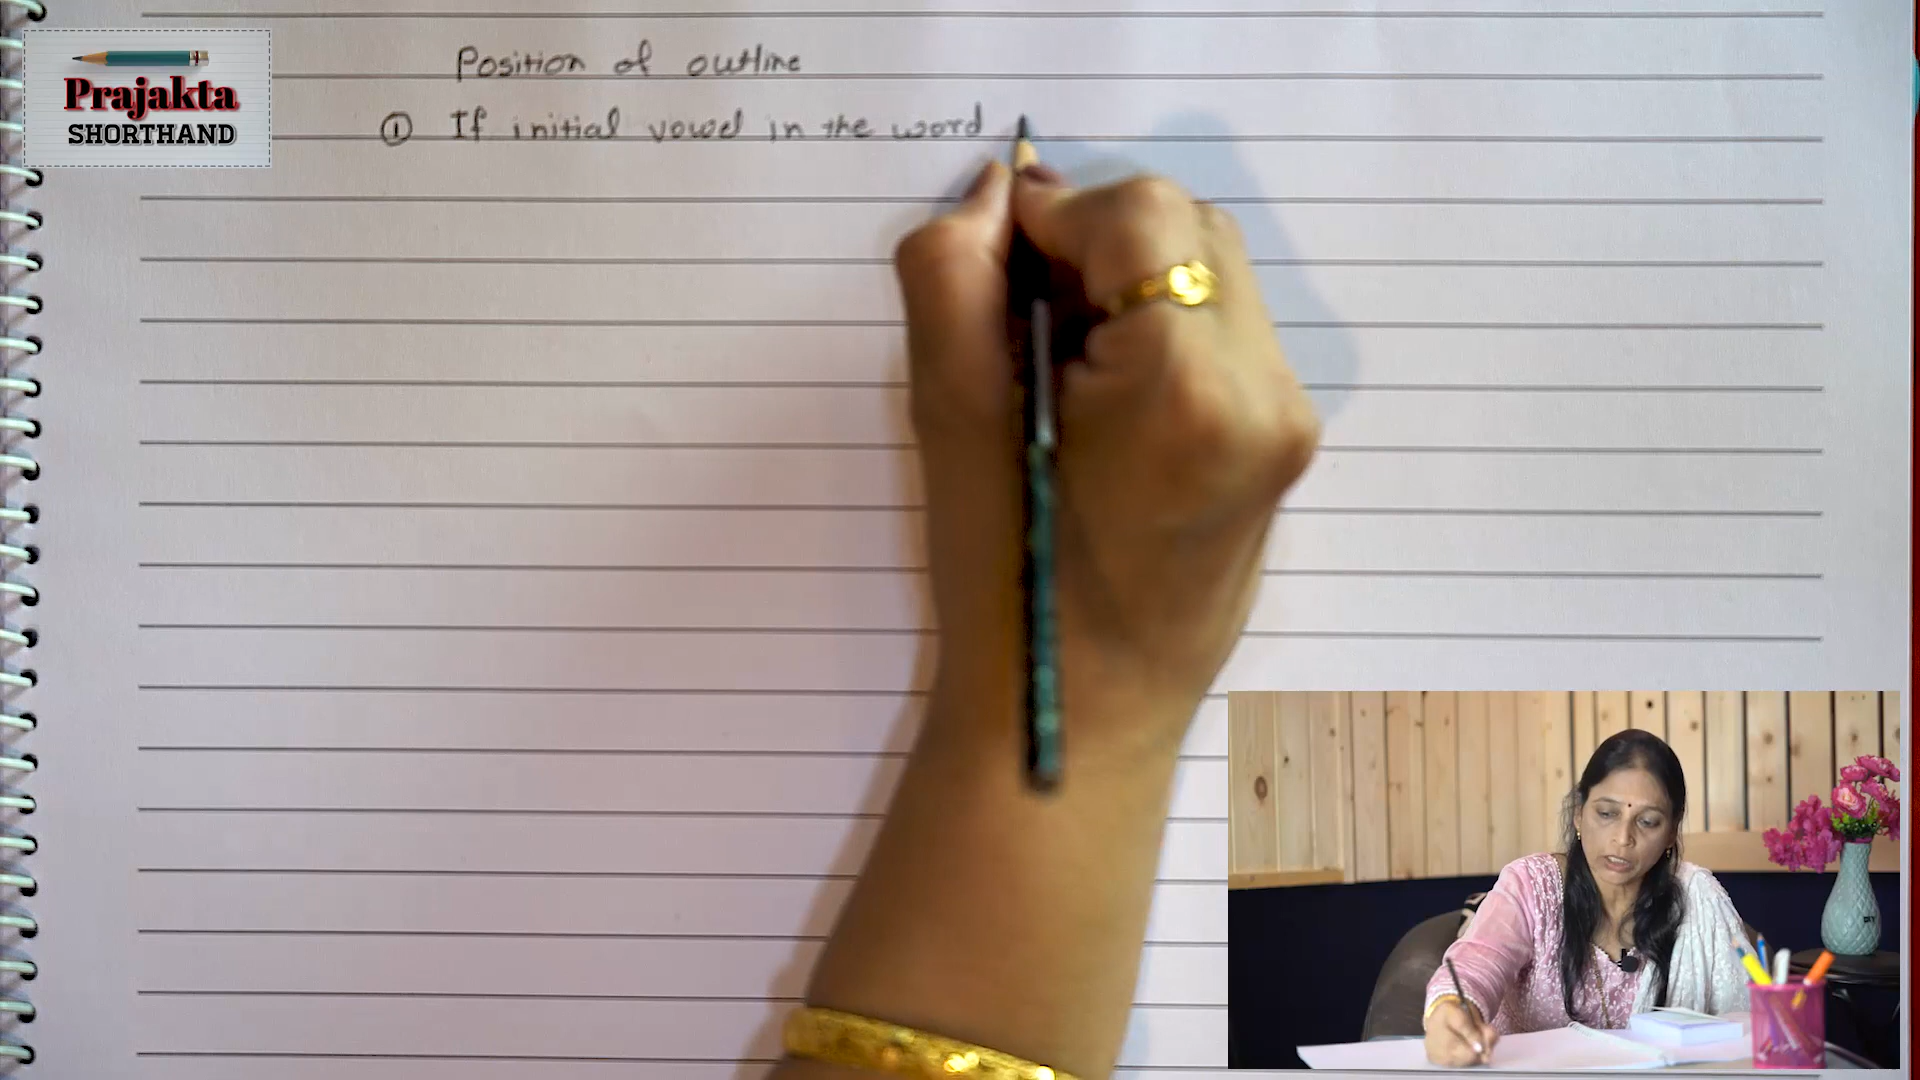 Prajakta
SHORTHAND
Position of outline
① If initial vowel in the word